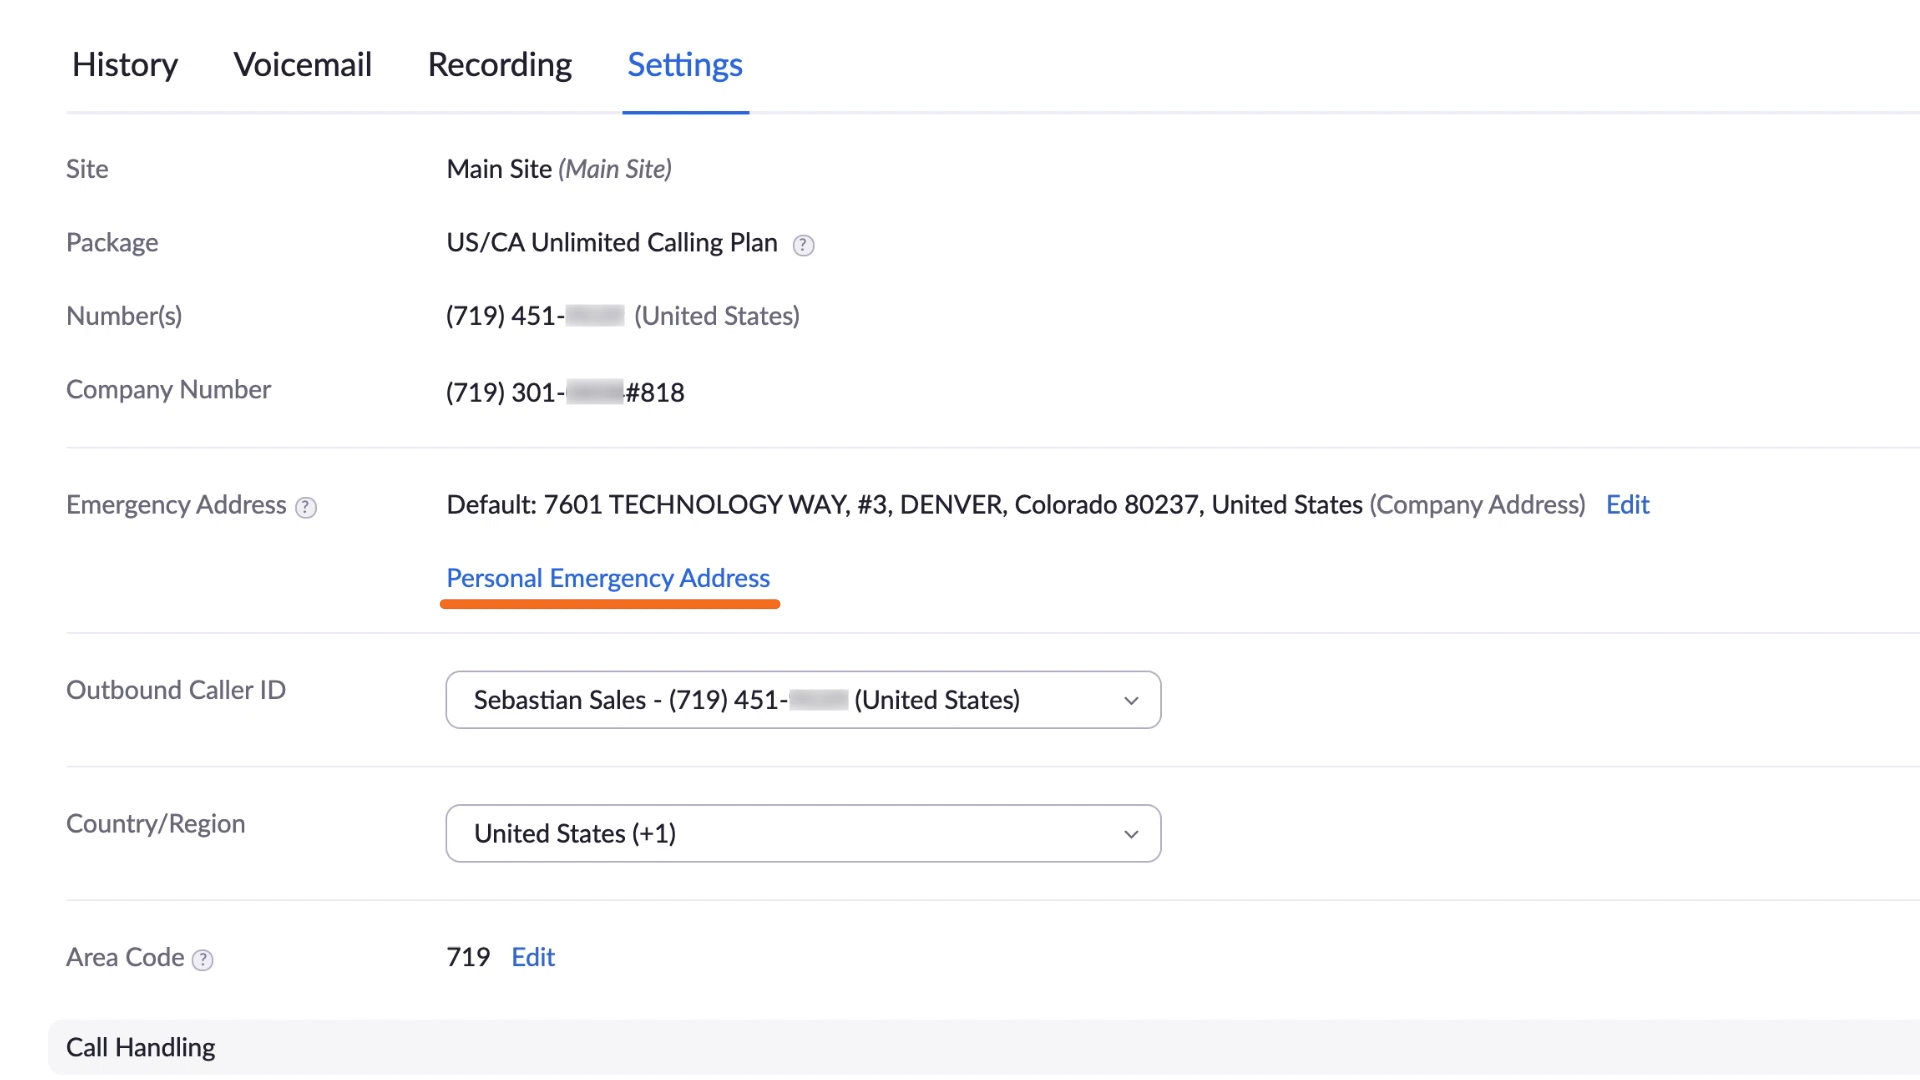 History Voicemail Recording Settings
Site Main Site (Main Site)
Package US/CA Unlimited Calling Plan ?
Number(s) (719) 451- (United States)
Company Number (719) 301- #818
Emergency Address ? Default: 7601 TECHNOLOGY WAY, #3, DENVER, Colorado 80237, United States (Company Address) Edit
Personal Emergency Address
Outbound Caller ID Sebastian Sales - (719) 451- (United States)
Country/Region United States (+1)
Area Code ? 719 Edit
Call Handling